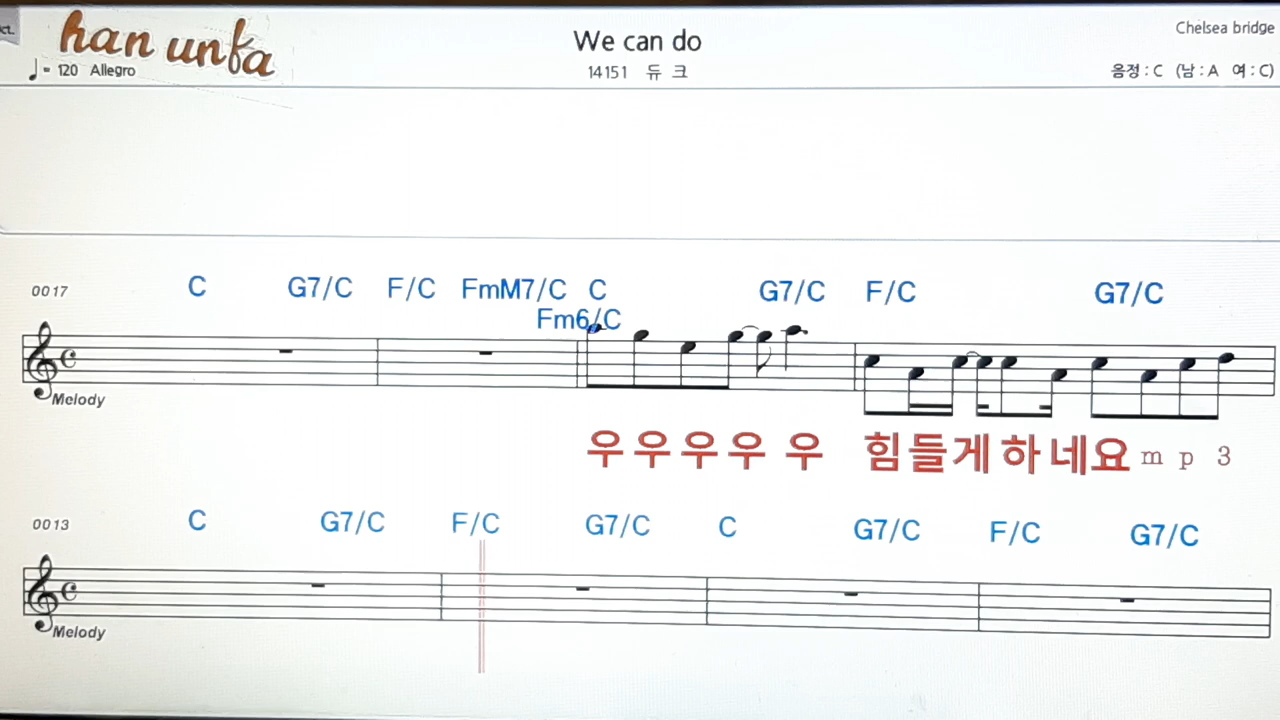 ct.
han unfa
We can do
Chelsea bridge
♩= 120 Allegro
14151 듀 크
음정 : C (남 : A 여 : C)
0017 C G7/C F/C FmM7/C C G7/C F/C G7/C
Fm6/C
Melody
우 우 우 우 우 힘 들 게 하 네 요 m p 3
0013 C G7/C F/C G7/C C G7/C F/C G7/C
Melody